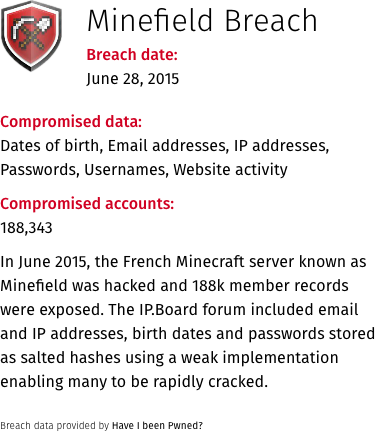 Minefield Breach
Breach date:
June 28, 2015
Compromised data:
Dates of birth, Email addresses, IP addresses,
Passwords, Usernames, Website activity
Compromised accounts:
188,343
In June 2015, the French Minecraft server known as
Minefield was hacked and 188k member records
were exposed. The IP.Board forum included email
and IP addresses, birth dates and passwords stored
as salted hashes using a weak implementation
enabling many to be rapidly cracked.
Breach data provided by Have I been Pwned?